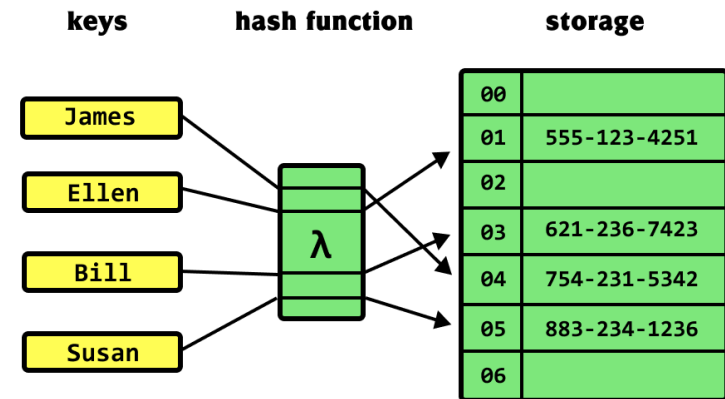 keys hash function storage
James
Ellen
Bill
Susan
λ
00
01 555-123-4251
02
03 621-236-7423
04 754-231-5342
05 883-234-1236
06